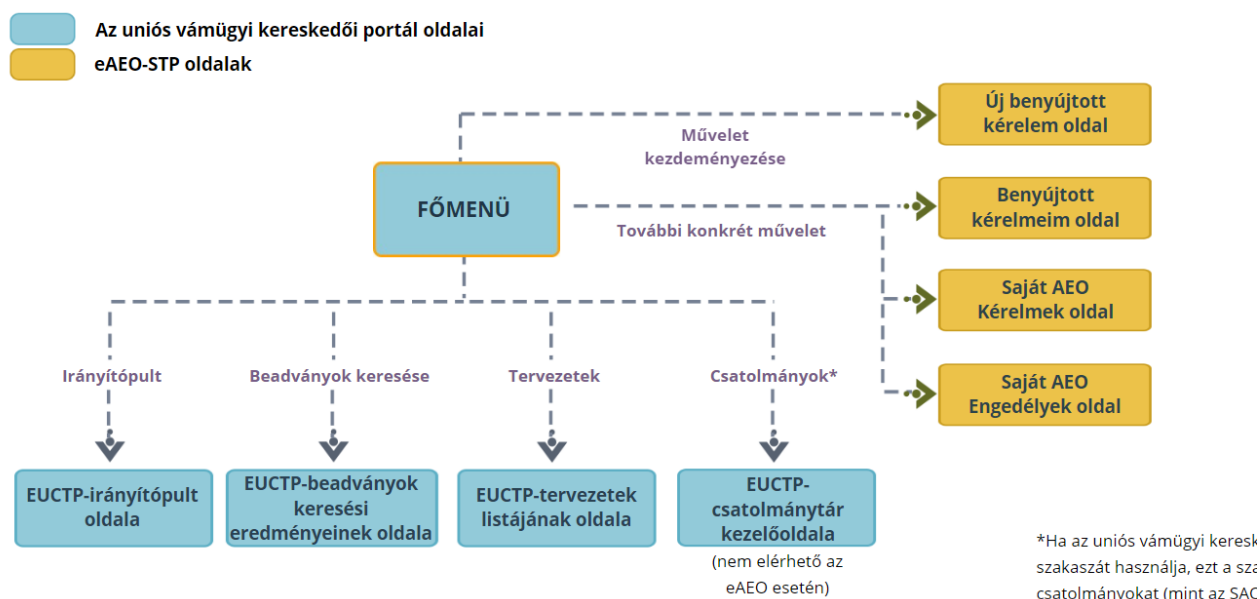 Az uniós vámügyi kereskedői portál oldalai
eAEO-STP oldalak
Új benyújtott
kérelem oldal
Művelet
kezdeményezése
FŐMENÜ
Benyújtott
kérelmeim oldal
További konkrét művelet
Saját AEO
Kérelmek oldal
Saját AEO
Engedélyek oldal
Irányítópult
Beadványok keresése
Tervezetek
Csatolmányok*
EUCTP-irányítópult
oldala
EUCTP-beadványok
keresési
eredményeinek oldala
EUCTP-tervezetek
listájának oldala
EUCTP-
csatolmánytár
kezelőoldala
(nem elérhető az
eAEO esetén)
*Ha az uniós vámügyi
szakaszát használja, ezt a
csatolmányokat (mint az